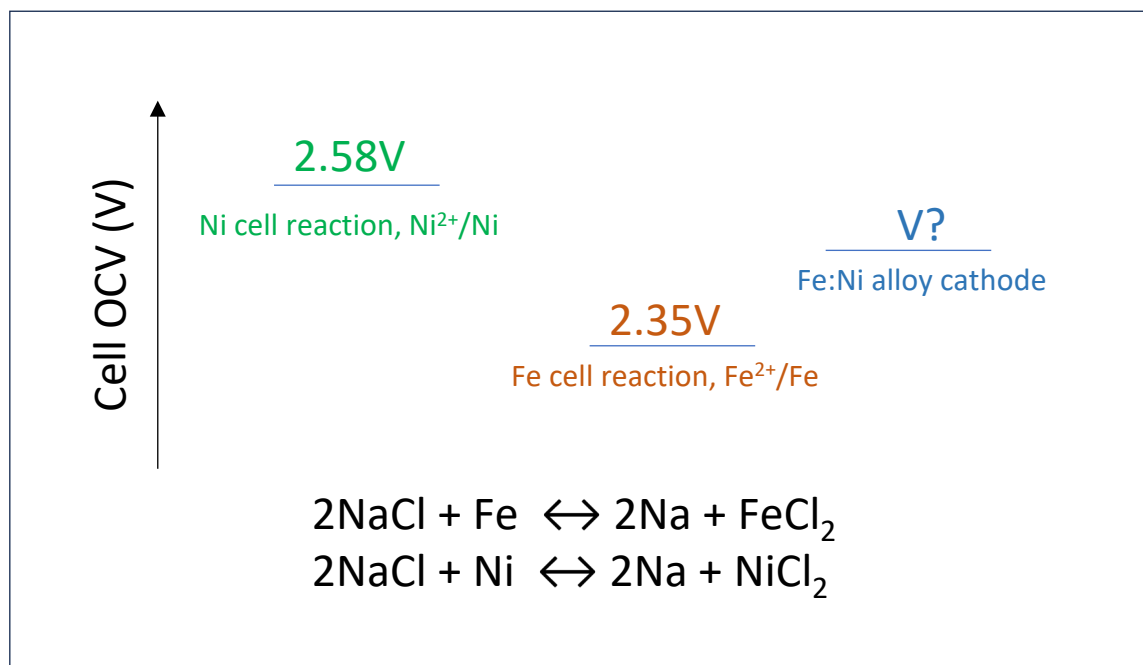 Cell OCV (V)
2.58V
Ni cell reaction, Ni²⁺/Ni
V?
Fe:Ni alloy cathode
2.35V
Fe cell reaction, Fe²⁺/Fe
2NaCl + Fe ↔ 2Na + FeCl₂
2NaCl + Ni ↔ 2Na + NiCl₂